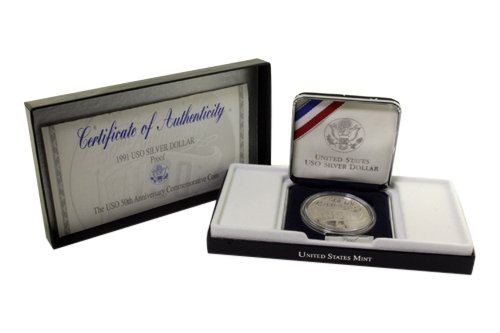 Certificate of Authenticity
1991 USO SILVER DOLLAR
Proof
The USO 50th Anniversary Commemorative Coin
UNITED STATES
USO SILVER DOLLAR
Proof
UNITED STATES MINT